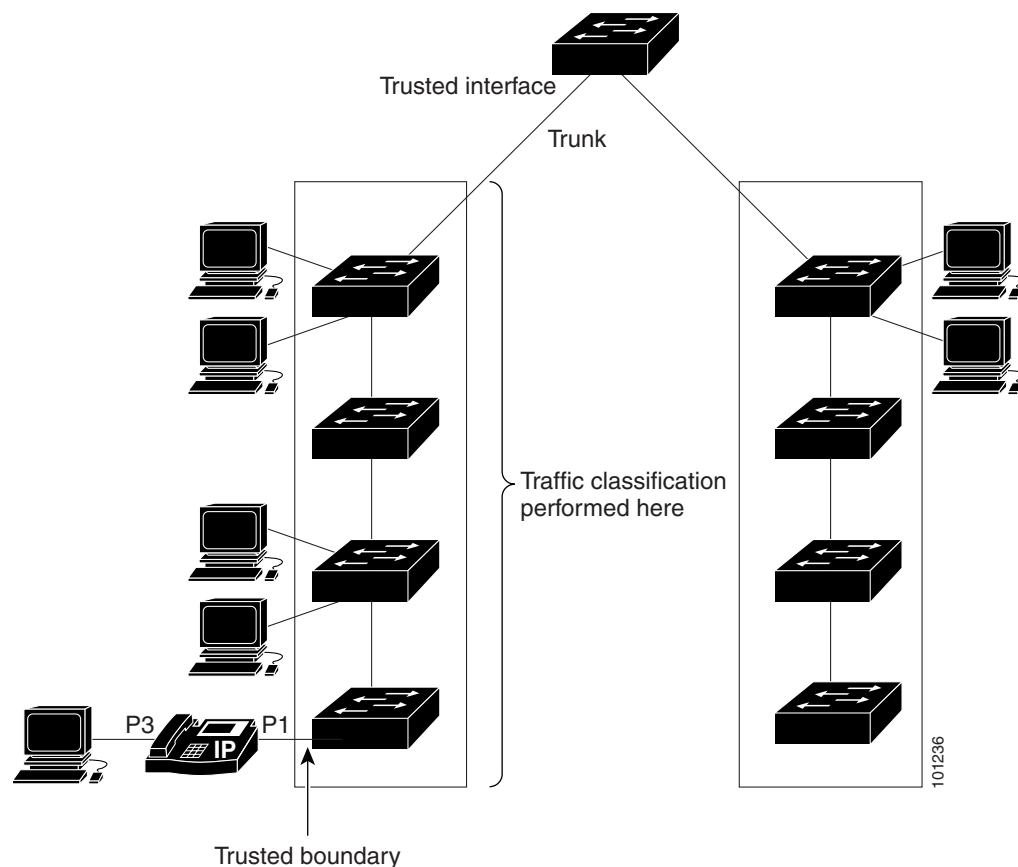 Trusted interface
Trunk
Traffic classification
performed here
P3
IP
P1
101236
Trusted boundary